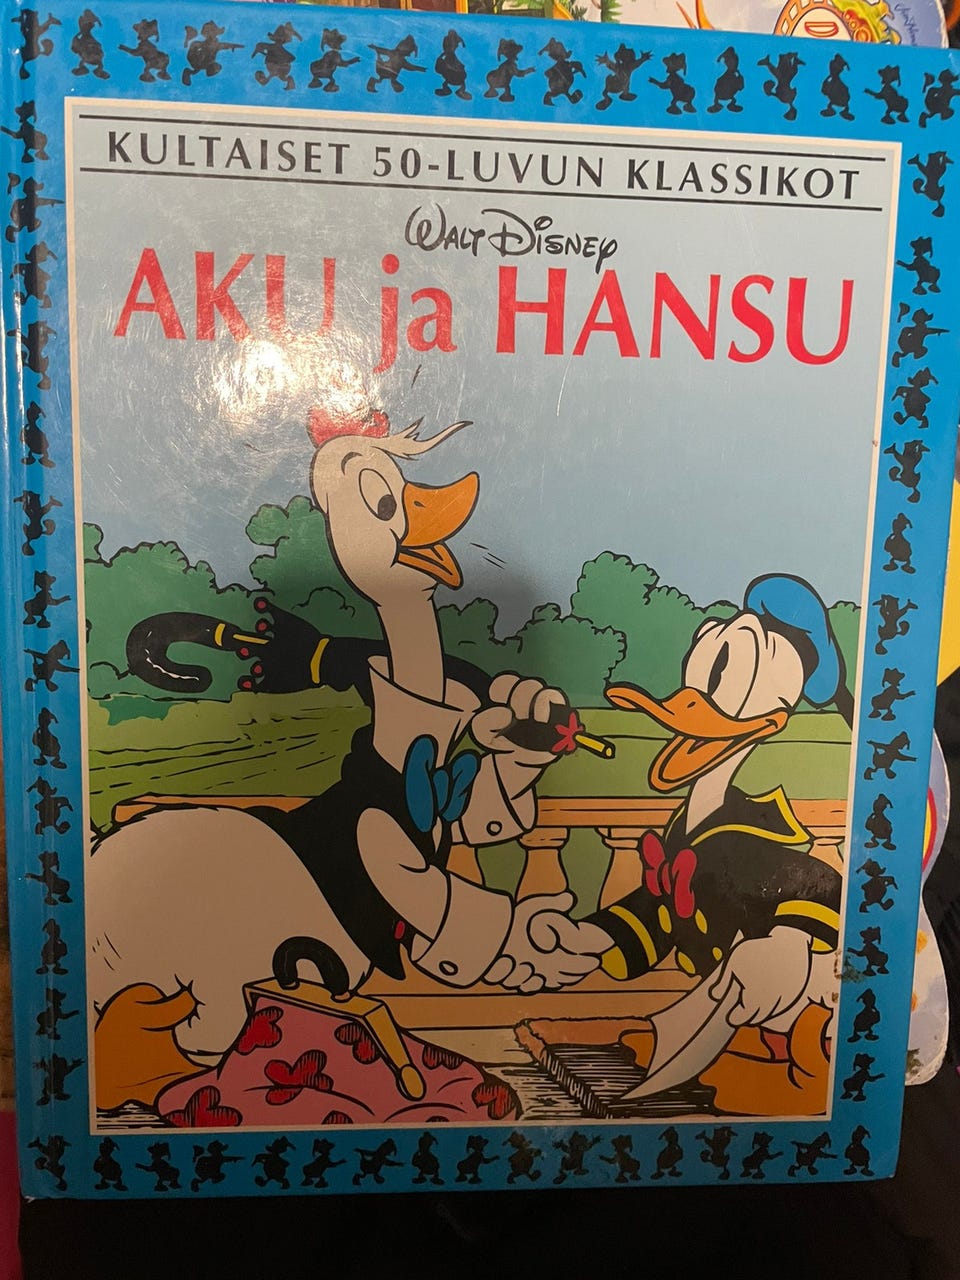 KULTAISET 50-LUVUN KLASSIKOT
WALT DISNEY
AKU ja HANSU